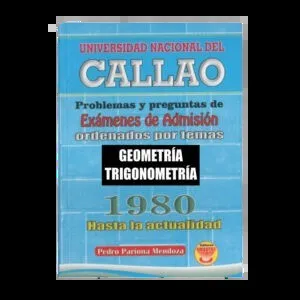 UNIVERSIDAD NACIONAL DEL
CALLAO
Problemas y preguntas de
Exámenes de Admisión
ordenados por temas
GEOMETRÍA
TRIGONOMETRÍA
1980
Hasta la actualidad
Pedro Pariona Mendoza